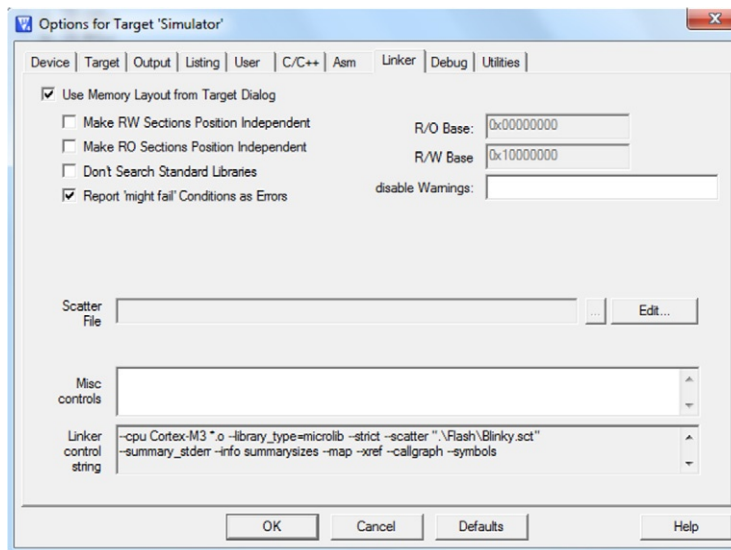 Options for Target 'Simulator'
Device Target Output Listing User C/C++ Asm Linker Debug Utilities
Use Memory Layout from Target Dialog
Make RW Sections Position Independent
Make RO Sections Position Independent
Don't Search Standard Libraries
Report 'might fail' Conditions as Errors
R/O Base: 0x00000000
R/W Base 0x10000000
disable Warnings:
Scatter
File
...
Edit...
Misc
controls
Linker
control
string
--cpu Cortex-M3 *.o --library_type=microlib --strict --scatter ".\Flash\Blinky.sct"
--summary_stderr --info summarysizes --map --xref --callgraph --symbols
OK Cancel Defaults Help